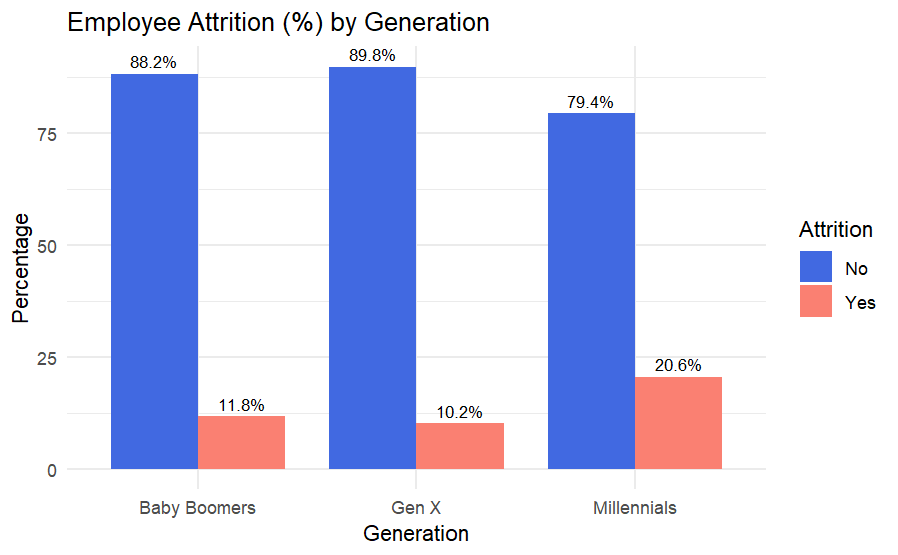 Employee Attrition (%) by Generation
88.2%
89.8%
79.4%
11.8%
10.2%
20.6%
75
50
25
0
Percentage
Baby Boomers
Gen X
Millennials
Generation
Attrition
No
Yes